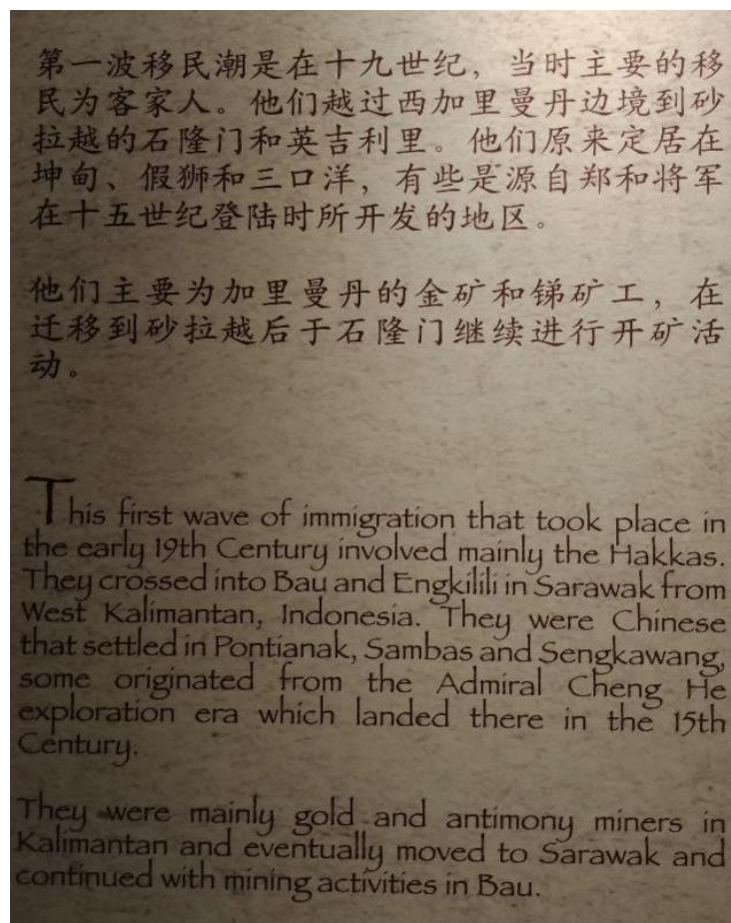 第一波移民潮是在十九世纪，当时主要的移
民为客家人。他们越过西加里曼丹边境到砂
拉越的石隆门和英吉利里。他们原来定居在
坤甸、假狮和三口洋，有些是源自郑和将军
在十五世纪登陆时所开发的地区。
他们主要为加里曼丹的金矿和锑矿工，在
迁移到砂拉越后于石隆门继续进行开矿活
动。
This first wave of immigration that took place in
the early 19th Century involved mainly the Hakkas.
They crossed into Bau and Engkilili in Sarawak from
West Kalimantan, Indonesia. They were Chinese
that settled in Pontianak, Sambas and Sengkawang,
some originated from the Admiral Cheng He
exploration era which landed there in the 15th
Century.
They were mainly gold and antimony miners in
Kalimantan and eventually moved to Sarawak and
continued with mining activities in Bau.